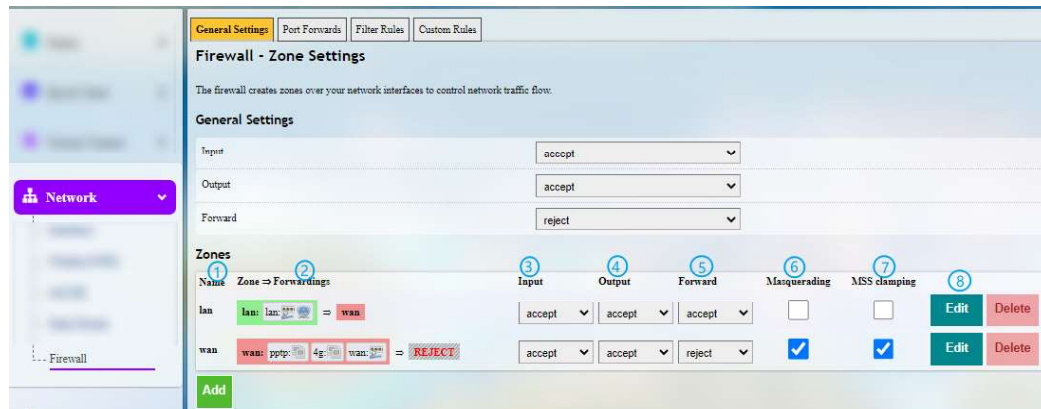 General Settings Port Forwards Filter Rules Custom Rules
Firewall - Zone Settings
The firewall creates zones over your network interfaces to control network traffic flow.
General Settings
Input accept
Output accept
Network
Forward reject
Zones
1 2 3 4 5 6 7 8
Name Zone ⇒ Forwardings Input Output Forward Masquerading MSS clamping
lan lan: lan: ⇒ wan accept accept accept Edit Delete
wan wan: pptp: 4g: wan: ⇒ REJECT accept accept reject Edit Delete
Firewall
Add